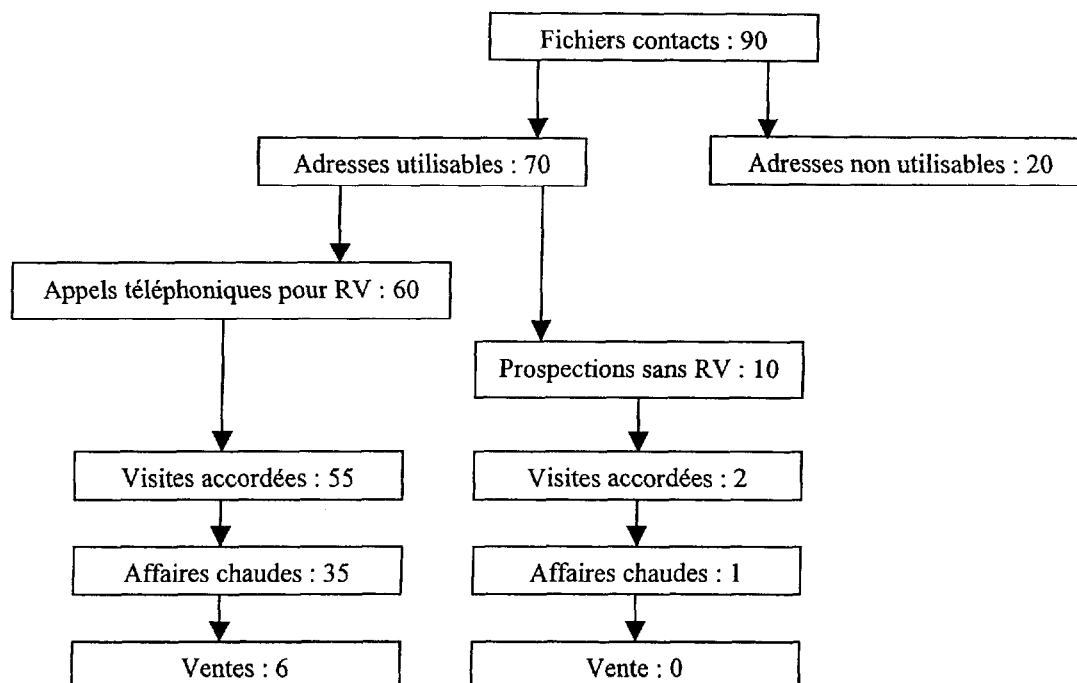 Fichiers contacts : 90
Adresses utilisables : 70
Adresses non utilisables : 20
Appels téléphoniques pour RV : 60
Prospections sans RV : 10
Visites accordées : 55
Visites accordées : 2
Affaires chaudes : 35
Affaires chaudes : 1
Ventes : 6
Vente : 0